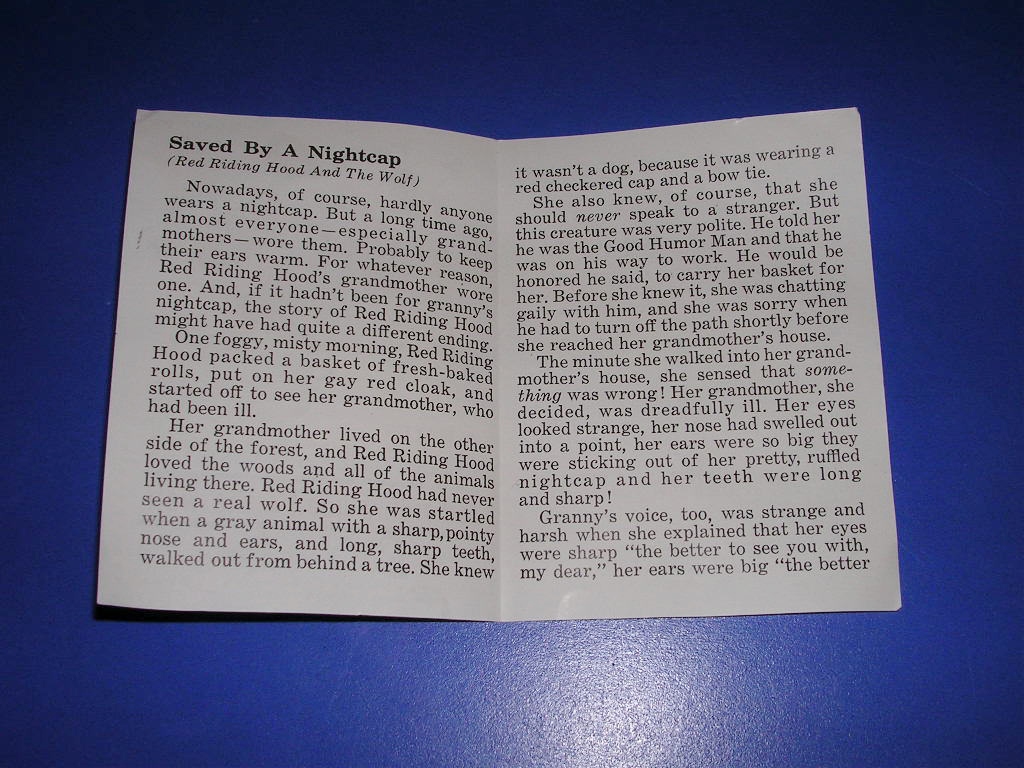 Saved By A Nightcap
(Red Riding Hood And The Wolf)
Nowadays, of course, hardly anyone
wears a nightcap. But a long time ago,
almost everyone—especially grand-
mothers—wore them. Probably to keep
their ears warm. For whatever reason,
Red Riding Hood's grandmother wore
one. And, if it hadn't been for granny's
nightcap, the story of Red Riding Hood
might have had quite a different ending.
One foggy, misty morning, Red Riding
Hood packed a basket of fresh-baked
rolls, put on her gay red cloak, and
started off to see her grandmother, who
had been ill.
Her grandmother lived on the other
side of the forest, and Red Riding Hood
loved the woods and all of the animals
living there. Red Riding Hood had never
seen a real wolf. So she was startled
when a gray animal with a sharp, pointy
nose and ears, and long, sharp teeth,
walked out from behind a tree. She knew
it wasn't a dog, because it was wearing a
red checkered cap and a bow tie.
She also knew, of course, that she
should never speak to a stranger. But
this creature was very polite. He told her
he was the Good Humor Man and that he
was on his way to work. He would be
honored he said, to carry her basket for
her. Before she knew it, she was chatting
gaily with him, and she was sorry when
he had to turn off the path shortly before
she reached her grandmother's house.
The minute she walked into her grand-
mother's house, she sensed that some-
thing was wrong! Her grandmother, she
decided, was dreadfully ill. Her eyes
looked strange, her nose had swelled out
into a point, her ears were so big they
were sticking out of her pretty, ruffled
nightcap and her teeth were long
and sharp!
Granny's voice, too, was strange and
harsh when she explained that her eyes
were sharp "the better to see you with,
my dear," her ears were big "the better